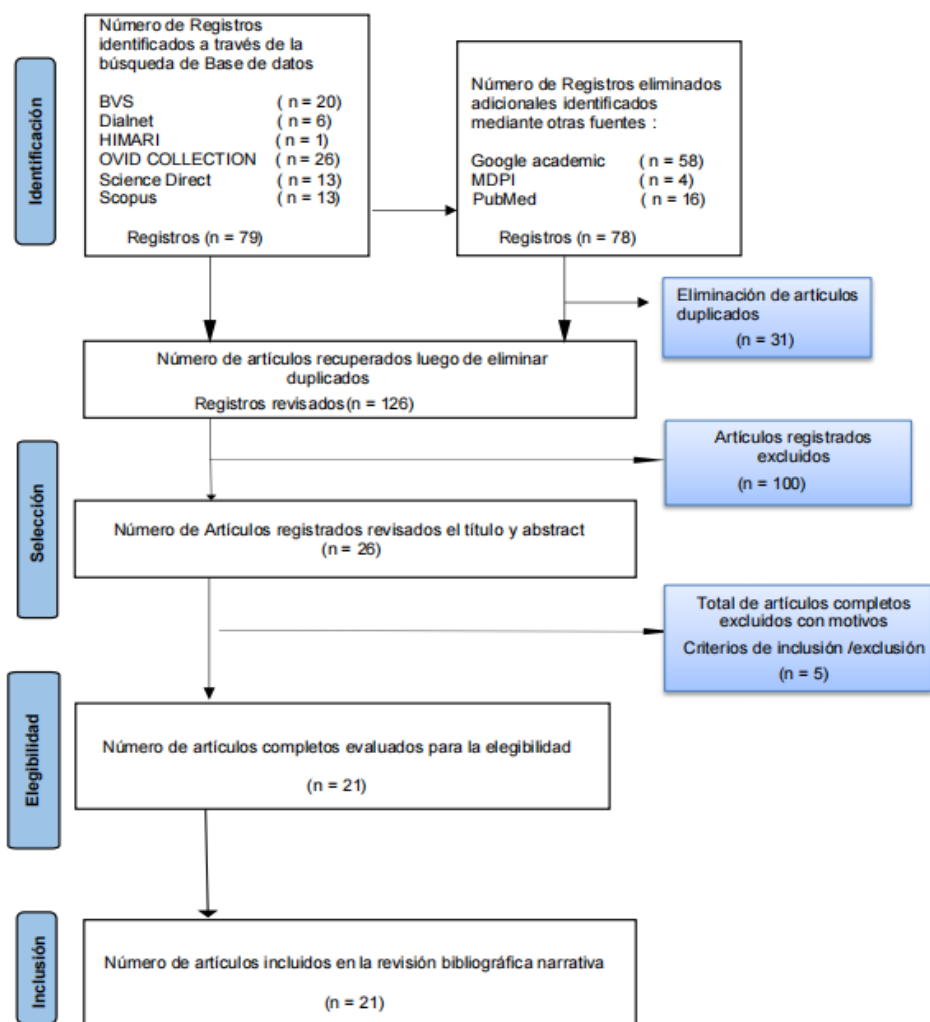 Identificación
Número de Registros
identificados a través de la
búsqueda de Base de datos
BVS ( n = 20)
Dialnet ( n = 6)
HIMARI ( n = 1)
OVID COLLECTION ( n = 26)
Science Direct ( n = 13)
Scopus ( n = 13)
Registros (n = 79)
Número de Registros eliminados
adicionales identificados
mediante otras fuentes :
Google academic ( n = 58)
MDPI ( n = 4)
PubMed ( n = 16)
Registros (n = 78)
Eliminación de artículos
duplicados
(n = 31)
Número de artículos recuperados luego de eliminar
duplicados
Registros revisados(n = 126)
Selección
Artículos registrados
excluidos
(n = 100)
Número de Artículos registrados revisados el título y abstract
(n = 26)
Total de artículos completos
excluidos con motivos
Criterios de inclusión /exclusión
(n = 5)
Elegibilidad
Número de artículos completos evaluados para la elegibilidad
(n = 21)
Inclusión
Número de artículos incluidos en la revisión bibliográfica narrativa
(n = 21)